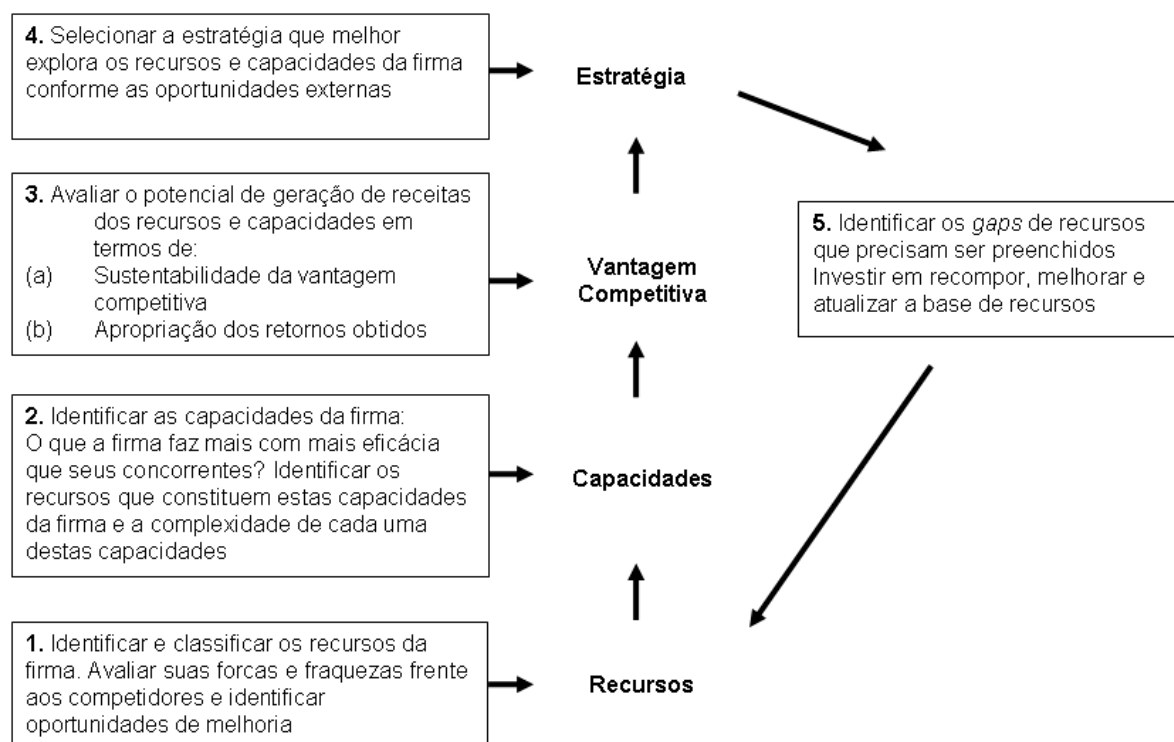 4. Selecionar a estratégia que melhor
explora os recursos e capacidades da firma
conforme as oportunidades externas
Estratégia
3. Avaliar o potencial de geração de receitas
dos recursos e capacidades em
termos de:
(a) Sustentabilidade da vantagem
competitiva
(b) Apropriação dos retornos obtidos
Vantagem
Competitiva
5. Identificar os gaps de recursos
que precisam ser preenchidos
Investir em recompor, melhorar e
atualizar a base de recursos
2. Identificar as capacidades da firma:
O que a firma faz mais com mais eficácia
que seus concorrentes? Identificar os
recursos que constituem estas capacidades
da firma e a complexidade de cada uma
destas capacidades
Capacidades
1. Identificar e classificar os recursos da
firma. Avaliar suas forcas e fraquezas frente
aos competidores e identificar
oportunidades de melhoria
Recursos